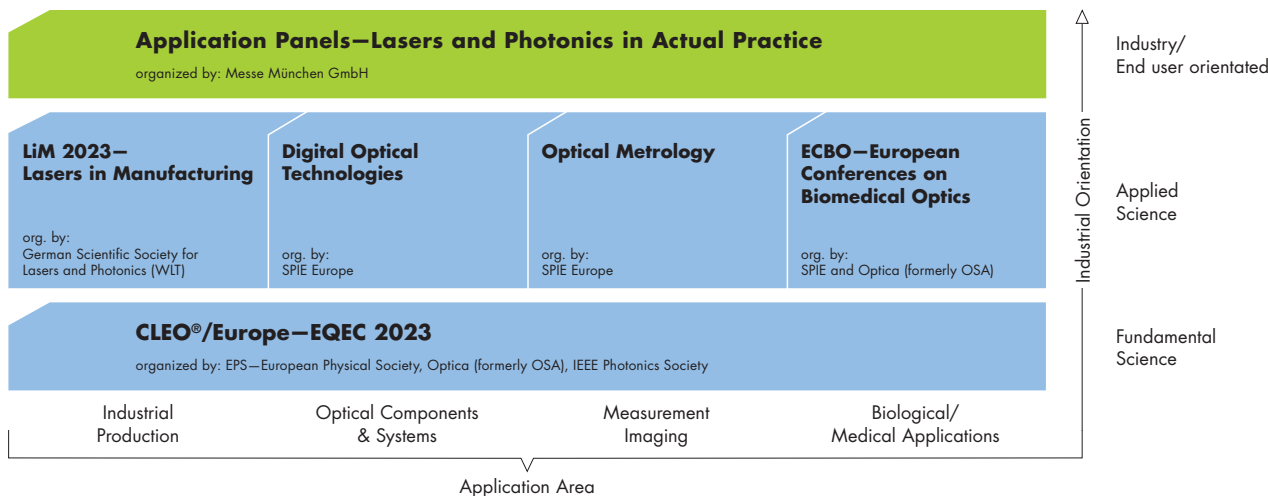 Application Panels—Lasers and Photonics in Actual Practice
organized by: Messe München GmbH
Industry/
End user orientated
LiM 2023—
Lasers in Manufacturing
org. by:
German Scientific Society for
Lasers and Photonics (WLT)
Digital Optical
Technologies
org. by:
SPIE Europe
Optical Metrology
org. by:
SPIE Europe
ECBO—European
Conferences on
Biomedical Optics
org. by:
SPIE and Optica (formerly OSA)
Industrial Orientation
Applied
Science
CLEO®/Europe—EQEC 2023
organized by: EPS—European Physical Society, Optica (formerly OSA), IEEE Photonics Society
Fundamental
Science
Industrial
Production
Optical Components
& Systems
Measurement
Imaging
Biological/
Medical Applications
Application Area